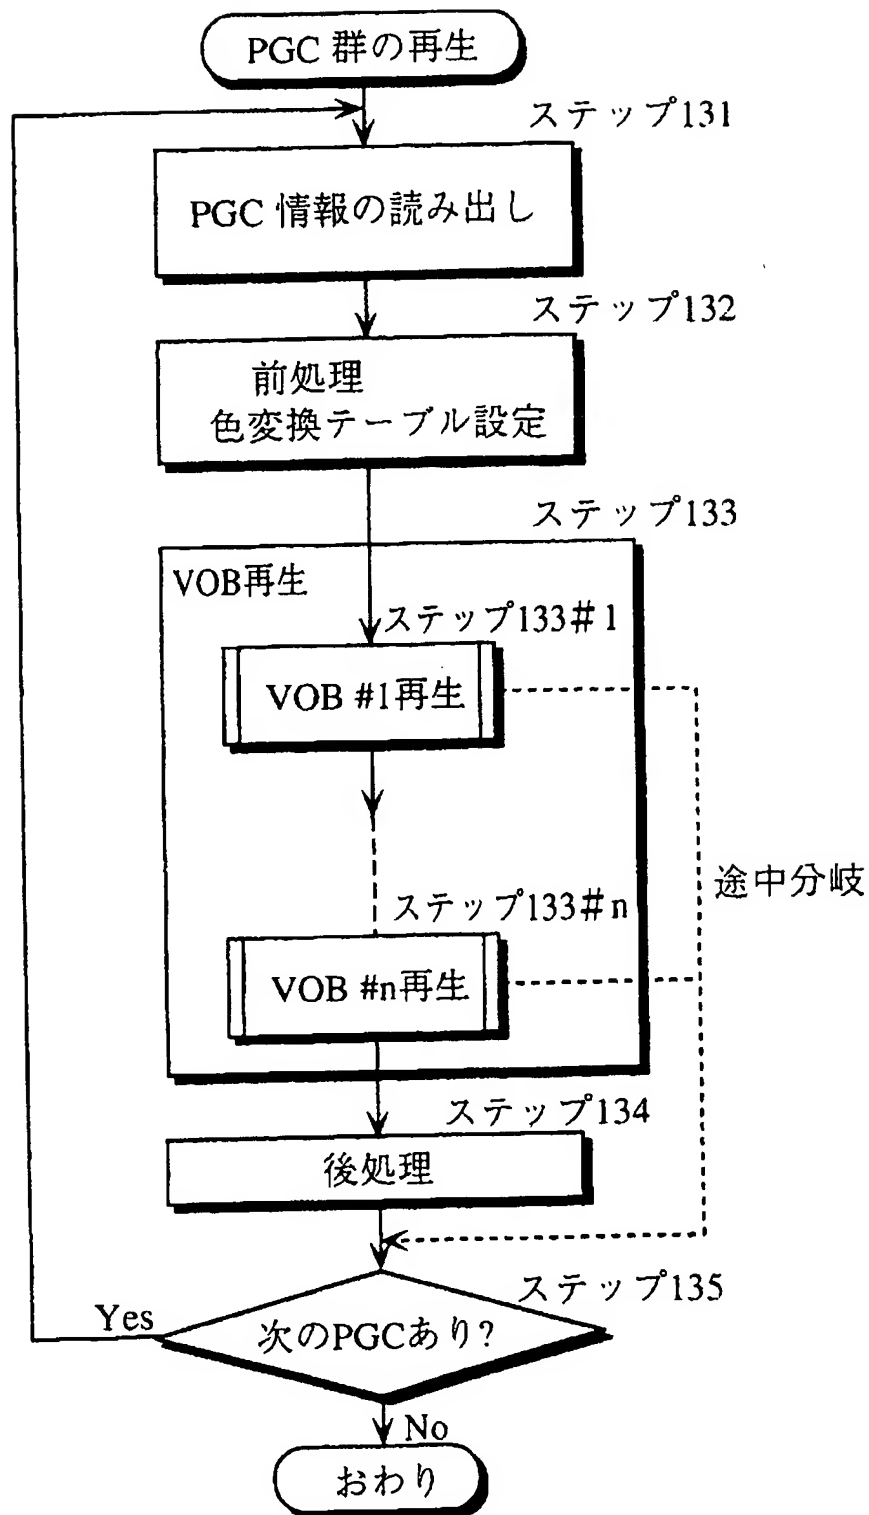 PGC 群の再生
ステップ131
PGC 情報の読み出し
ステップ132
前処理
色変換テーブル設定
ステップ133
VOB再生
ステップ133#1
VOB #1再生
途中分岐
ステップ133#n
VOB #n再生
ステップ134
後処理
ステップ135
Yes
次のPGCあり?
No
おわり